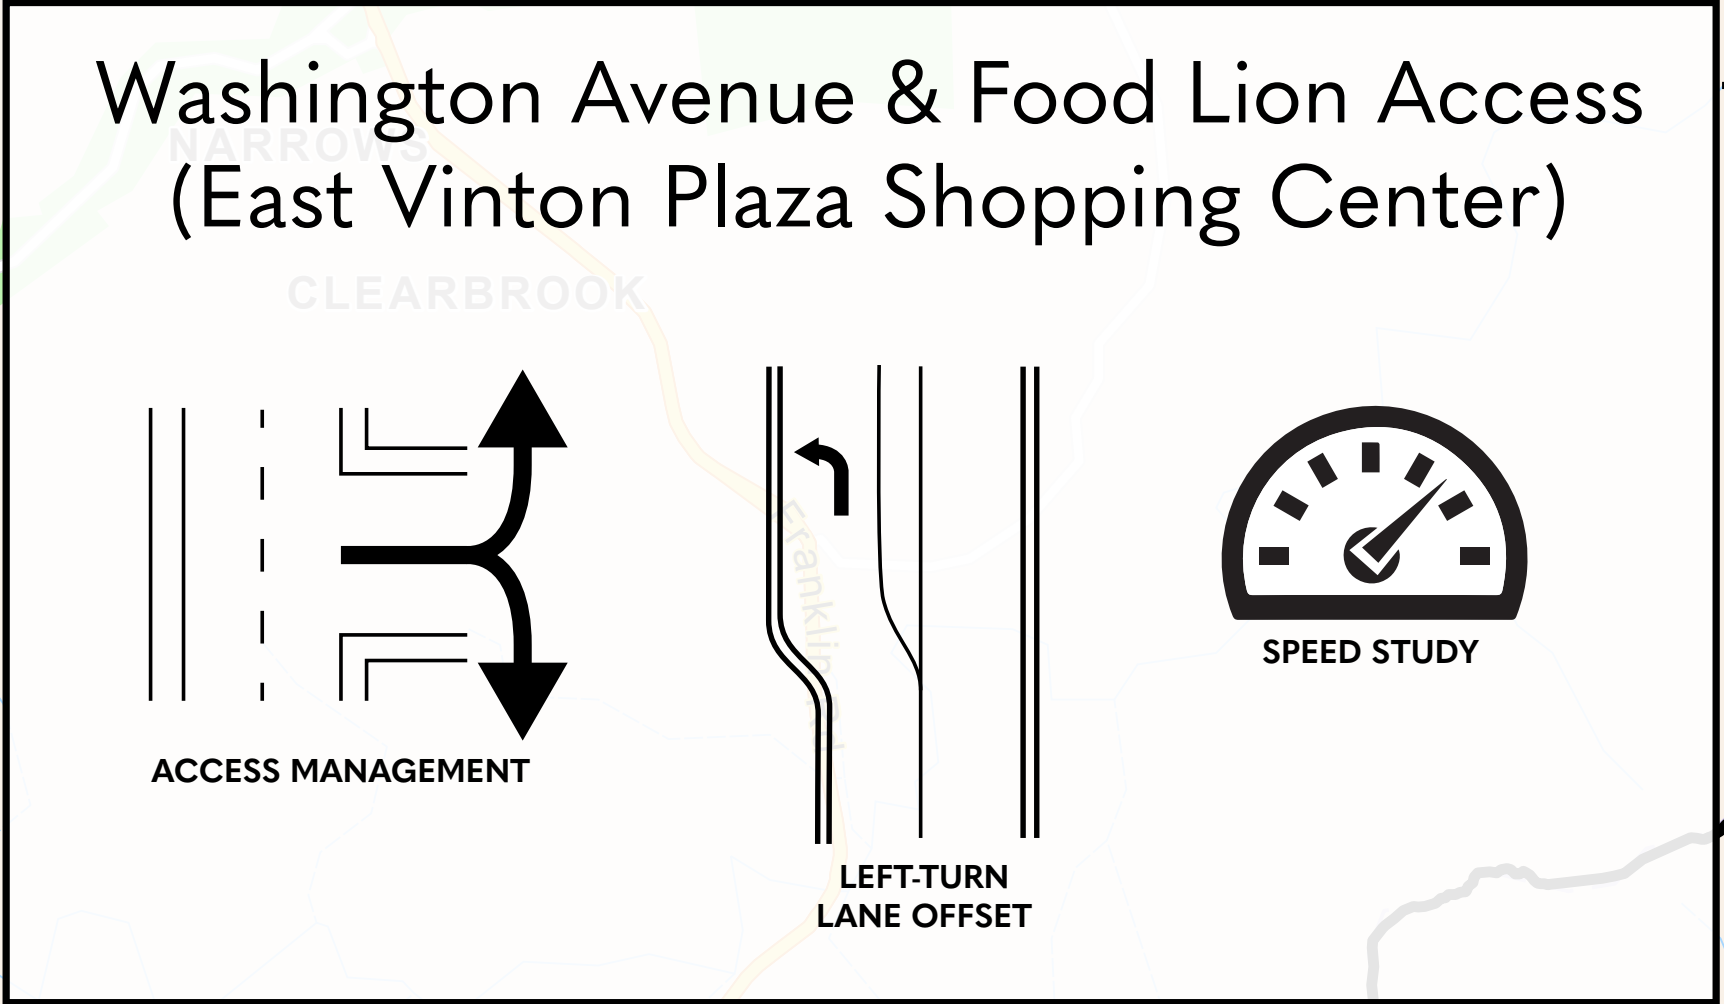 Washington Avenue & Food Lion Access
(East Vinton Plaza Shopping Center)
NARROWS
CLEARBROOK
Franklin Rd
ACCESS MANAGEMENT
LEFT-TURN
LANE OFFSET
SPEED STUDY